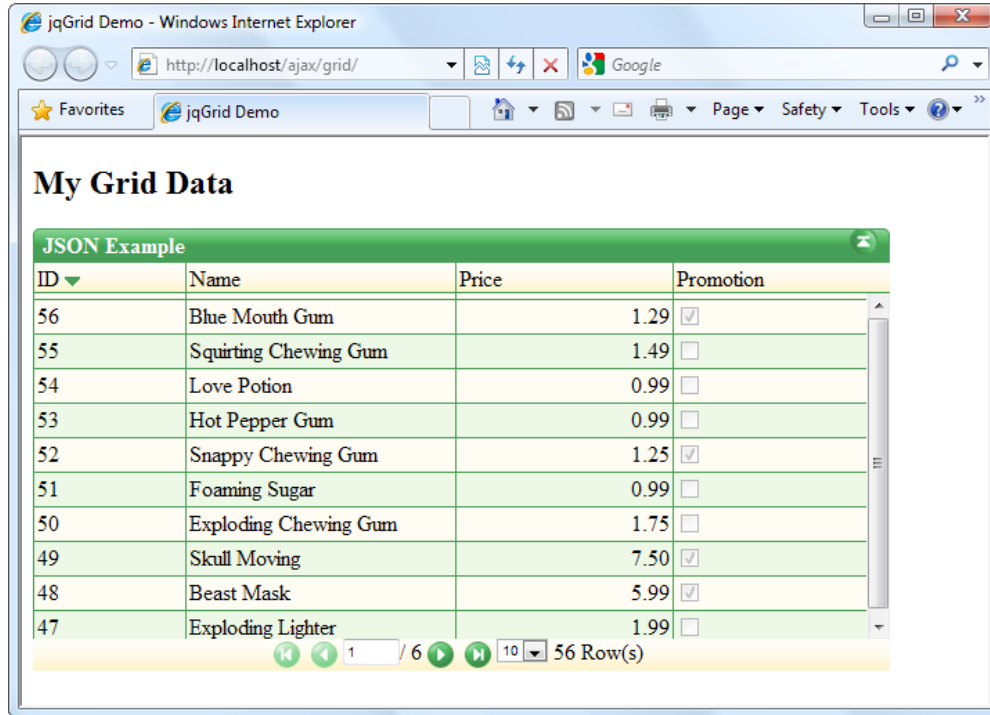 jqGrid Demo - Windows Internet Explorer
http://localhost/ajax/grid/
Google
Favorites
jqGrid Demo
Page Safety Tools
My Grid Data
JSON Example
ID Name Price Promotion
56 Blue Mouth Gum 1.29
55 Squirting Chewing Gum 1.49
54 Love Potion 0.99
53 Hot Pepper Gum 0.99
52 Snappy Chewing Gum 1.25
51 Foaming Sugar 0.99
50 Exploding Chewing Gum 1.75
49 Skull Moving 7.50
48 Beast Mask 5.99
47 Exploding Lighter 1.99
1 / 6 10 56 Row(s)